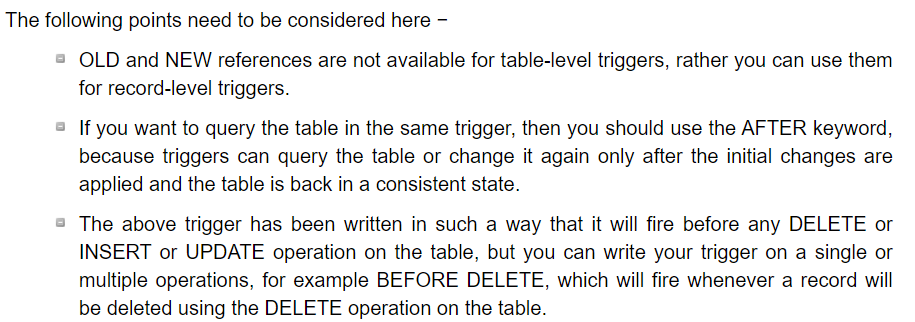 The following points need to be considered here −
OLD and NEW references are not available for table-level triggers, rather you can use them
for record-level triggers.
If you want to query the table in the same trigger, then you should use the AFTER keyword,
because triggers can query the table or change it again only after the initial changes are
applied and the table is back in a consistent state.
The above trigger has been written in such a way that it will fire before any DELETE or
INSERT or UPDATE operation on the table, but you can write your trigger on a single or
multiple operations, for example BEFORE DELETE, which will fire whenever a record will
be deleted using the DELETE operation on the table.